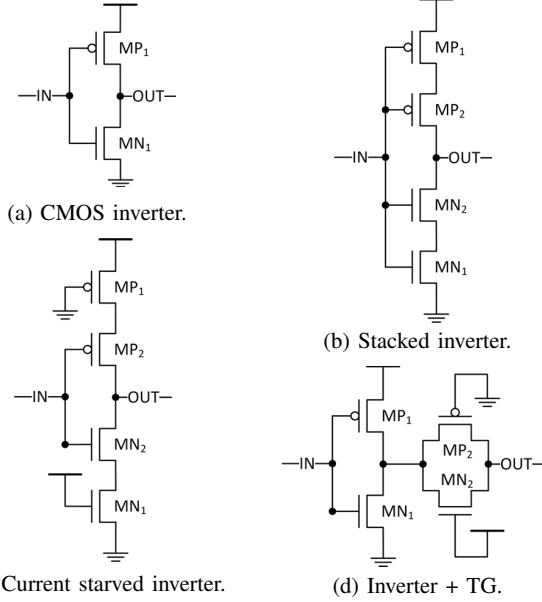 MP1
IN
OUT
MN1
(a) CMOS inverter.
MP1
MP2
IN
OUT
MN2
MN1
(b) Stacked inverter.
MP1
MP2
IN
OUT
MN2
MN1
Current starved inverter.
MP1
IN
MN1
MP2
MN2
OUT
(d) Inverter + TG.